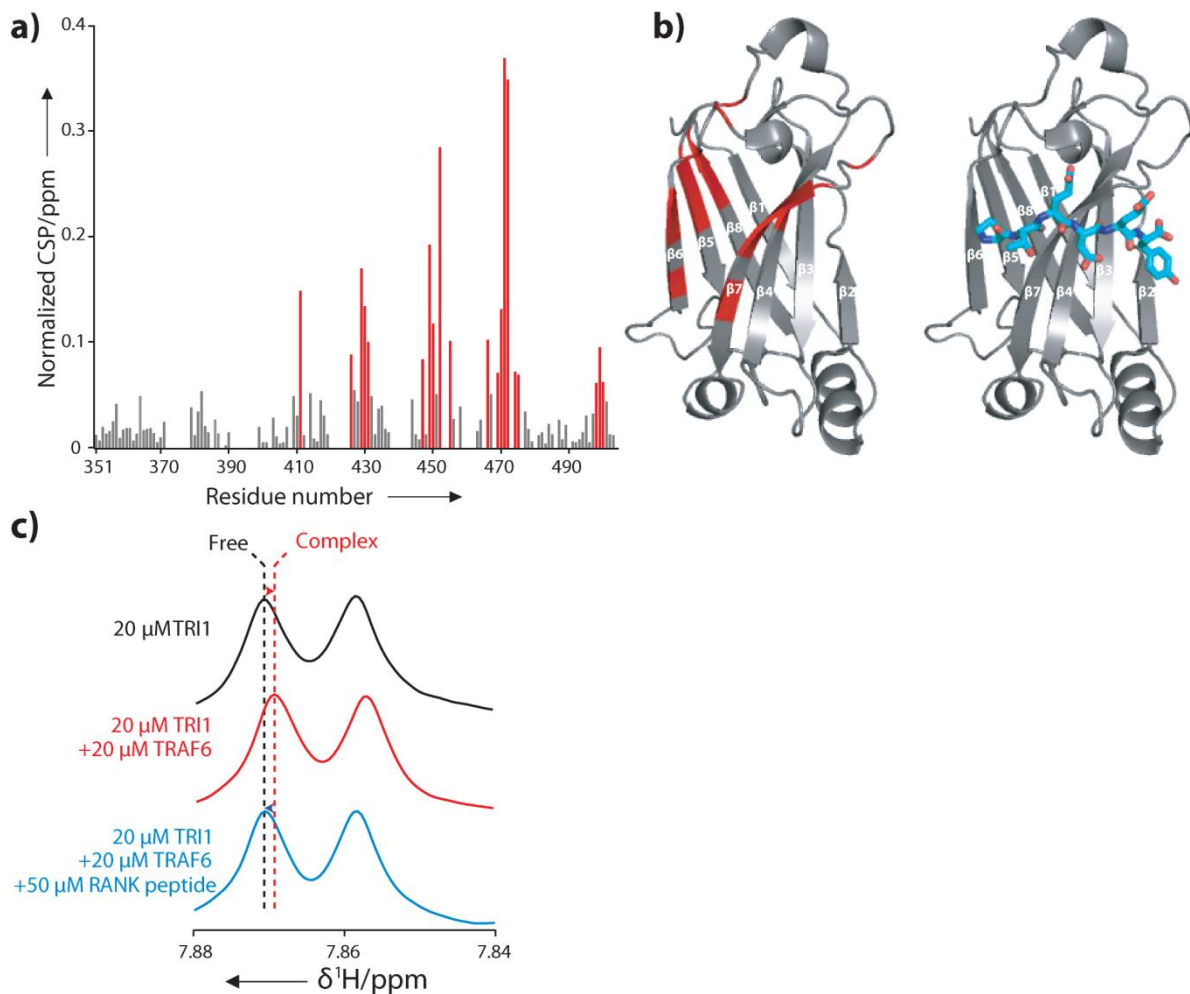 a)
0.4
0.3
0.2
0.1
0
Normalized CSP/ppm
351
370
390
410
430
450
470
490
Residue number
b)
β1
β8
β5
β6
β3
β7
β4
β2
β1
β8
β6
β5
β3
β7
β4
β2
c)
Free
Complex
20 μMTRI1
20 μM TRI1
+20 μM TRAF6
20 μM TRI1
+20 μM TRAF6
+50 μM RANK peptide
7.88
7.86
7.84
δ¹H/ppm